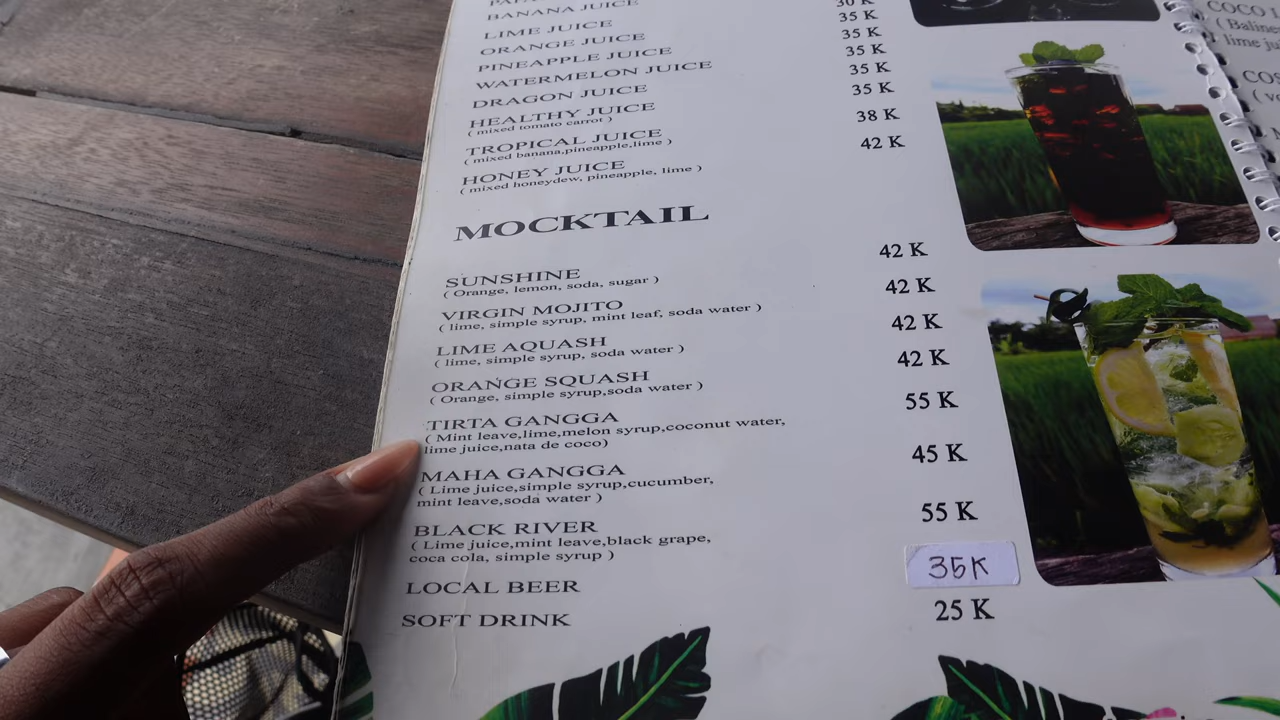 BANANA JUICE
LIME JUICE 30 K
ORANGE JUICE 35 K
PINEAPPLE JUICE 35 K
WATERMELON JUICE 35 K
DRAGON JUICE 35 K
HEALTHY JUICE 35 K
( mixed tomato carrot )
TROPICAL JUICE 38 K
( mixed banana,pineapple,lime )
HONEY JUICE 42 K
( mixed honeydew, pineapple, lime )
MOCKTAIL
SUNSHINE 42 K
( Orange, lemon, soda, sugar )
VIRGIN MOJITO 42 K
( lime, simple syrup, mint leaf, soda water )
LIME AQUASH 42 K
( lime, simple syrup, soda water )
ORANGE SQUASH 42 K
( Orange, simple syrup,soda water )
TIRTA GANGGA 55 K
( Mint leave,lime,melon syrup,coconut water,
lime juice,nata de coco)
MAHA GANGGA 45 K
( Lime juice,simple syrup,cucumber,
mint leave,soda water )
BLACK RIVER 55 K
( Lime juice,mint leave,black grape,
coca cola, simple syrup )
LOCAL BEER 35K
SOFT DRINK 25 K
COCO
lime